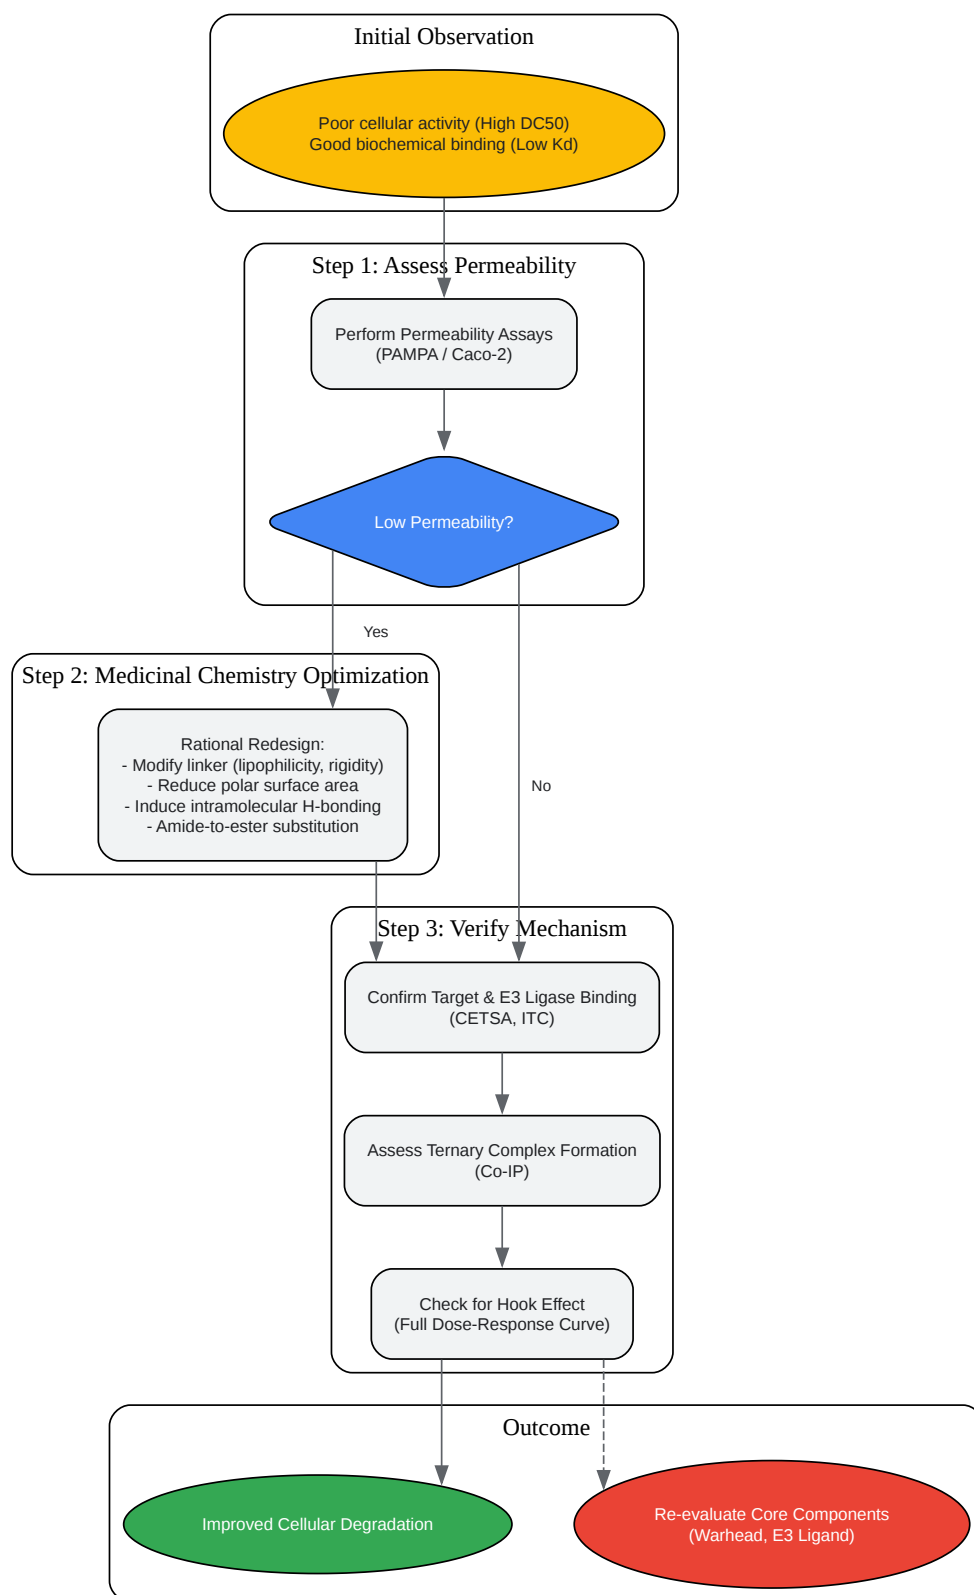 Initial Observation
Poor cellular activity (High DC50)
Good biochemical binding (Low Kd)
Step 1: Assess Permeability
Perform Permeability Assays
(PAMPA / Caco-2)
Low Permeability?
Yes
Step 2: Medicinal Chemistry Optimization
Rational Redesign:
- Modify linker (lipophilicity, rigidity)
- Reduce polar surface area
- Induce intramolecular H-bonding
- Amide-to-ester substitution
No
Step 3: Verify Mechanism
Confirm Target & E3 Ligase Binding
(CETSA, ITC)
Assess Ternary Complex Formation
(Co-IP)
Check for Hook Effect
(Full Dose-Response Curve)
Outcome
Improved Cellular Degradation
Re-evaluate Core Components
(Warhead, E3 Ligand)